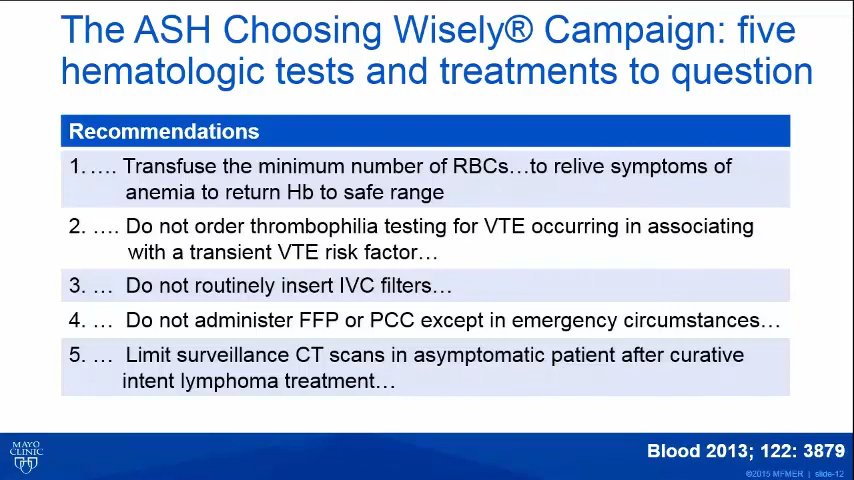 The ASH Choosing Wisely® Campaign: five
hematologic tests and treatments to question
Recommendations
1. …. Transfuse the minimum number of RBCs…to relive symptoms of
anemia to return Hb to safe range
2. …. Do not order thrombophilia testing for VTE occurring in associating
with a transient VTE risk factor…
3. … Do not routinely insert IVC filters…
4. … Do not administer FFP or PCC except in emergency circumstances…
5. … Limit surveillance CT scans in asymptomatic patient after curative
intent lymphoma treatment…
MAYO
CLINIC
Blood 2013; 122: 3879
©2015 MFMER | slide-12